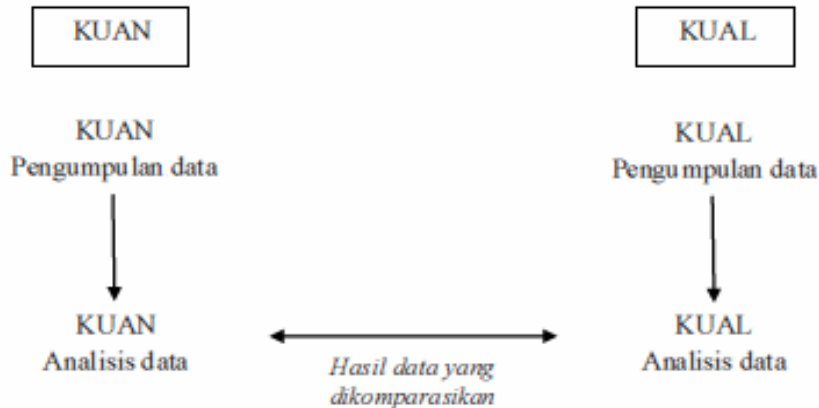 KUAN
KUAL
KUAN
Pengumpulan data
KUAL
Pengumpulan data
KUAN
Analisis data
KUAL
Analisis data
Hasil data yang
dikomparasikan